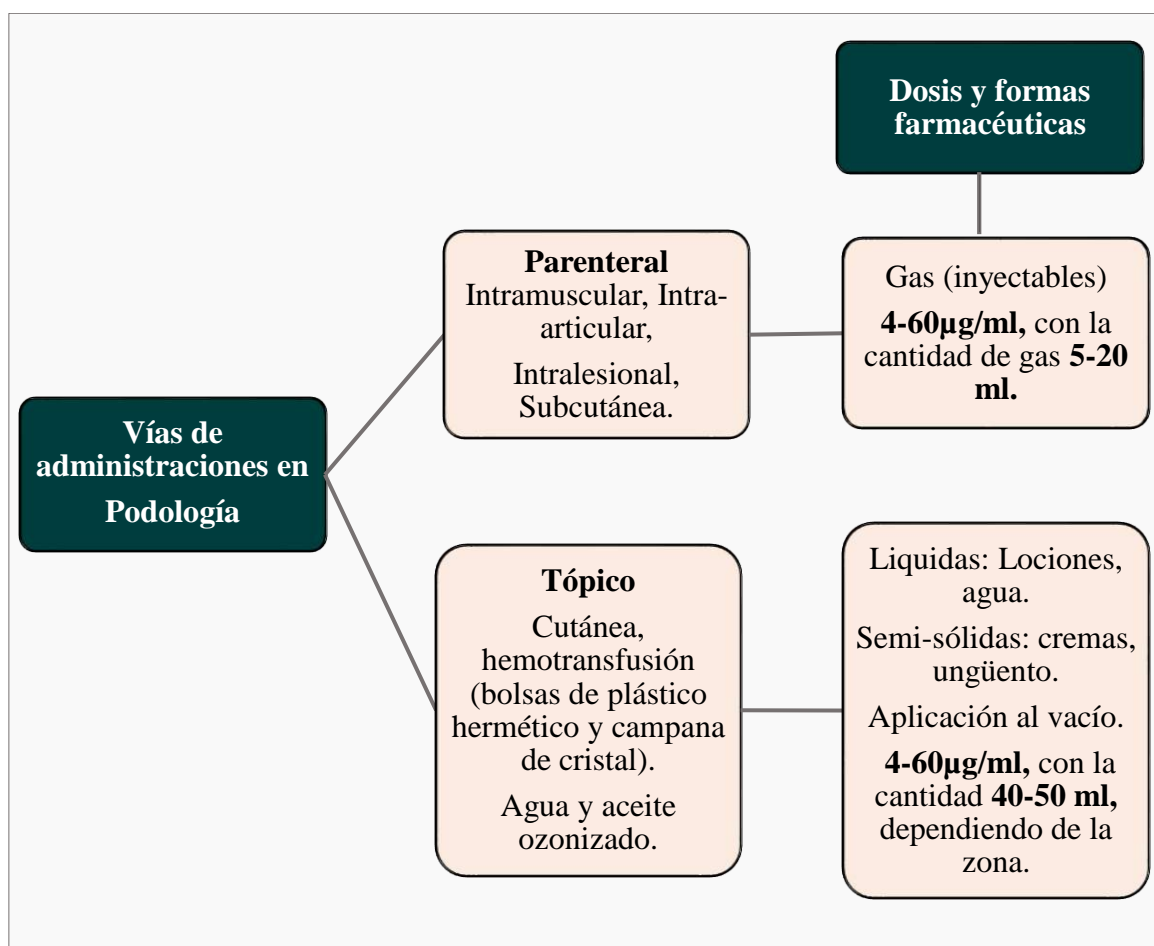 Dosis y formas
farmacéuticas
Parenteral
Intramuscular, Intra-
articular,
Intralesional,
Subcutánea.
Gas (inyectables)
4-60µg/ml, con la
cantidad de gas 5-20
ml.
Vías de
administraciones en
Podología
Tópico
Cutánea,
hemotransfusión
(bolsas de plástico
hermético y campana
de cristal).
Agua y aceite
ozonizado.
Liquidas: Lociones,
agua.
Semi-sólidas: cremas,
ungüento.
Aplicación al vacío.
4-60µg/ml, con la
cantidad 40-50 ml,
dependiendo de la
zona.